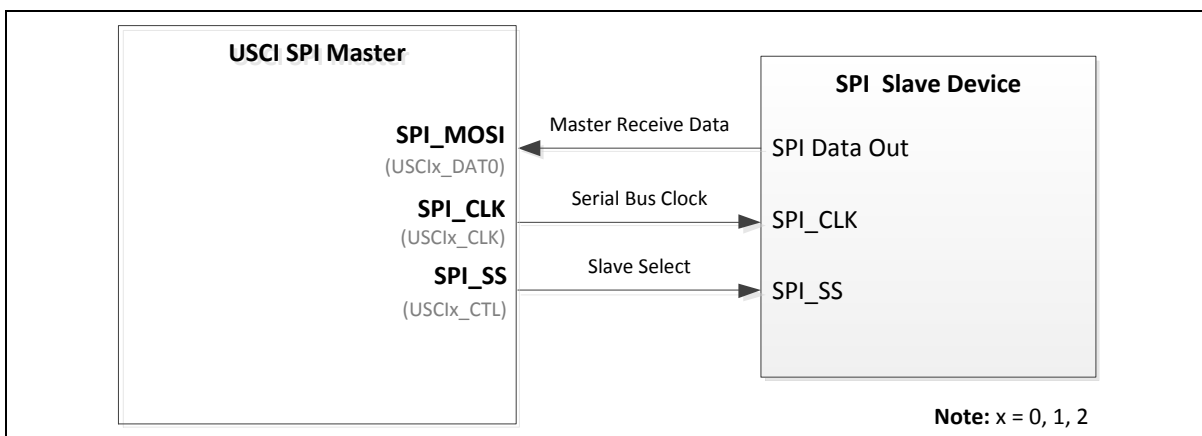 USCI SPI Master
SPI Slave Device
SPI_MOSI
(USCIx_DAT0)
Master Receive Data
SPI Data Out
SPI_CLK
(USCIx_CLK)
Serial Bus Clock
SPI_CLK
SPI_SS
(USCIx_CTL)
Slave Select
SPI_SS
Note: x = 0, 1, 2